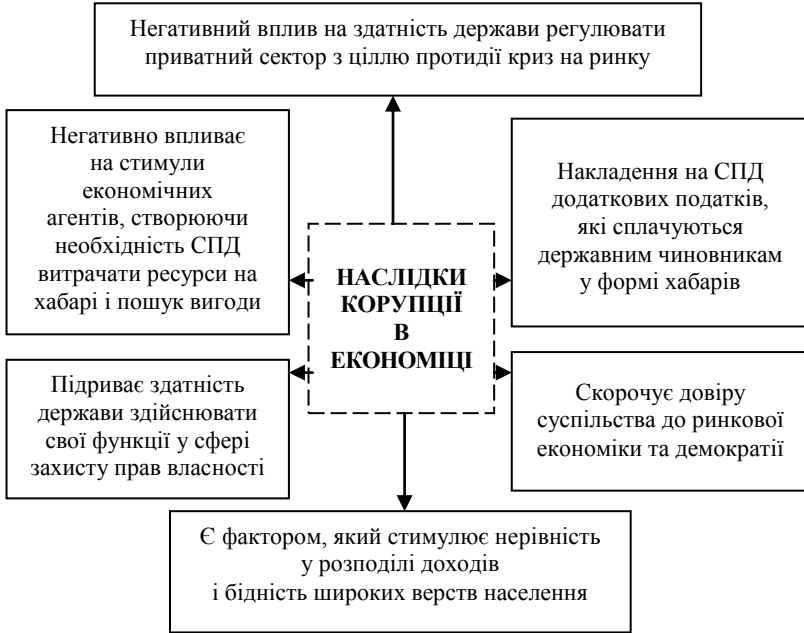 Негативний вплив на здатність держави регулювати
приватний сектор з ціллю протидії криз на ринку
Негативно впливає
на стимули
економічних
агентів, створюючи
необхідність СПД
витрачати ресурси на
хабарі і пошук вигоди
Накладення на СПД
додаткових податків,
які сплачуються
державним чиновникам
у формі хабарів
НАСЛІДКИ
КОРУПЦІЇ
В
ЕКОНОМІЦІ
Підриває здатність
держави здійснювати
свої функції у сфері
захисту прав власності
Скорочує довіру
суспільства до ринкової
економіки та демократії
Є фактором, який стимулює нерівність
у розподілі доходів
і бідність широких верств населення